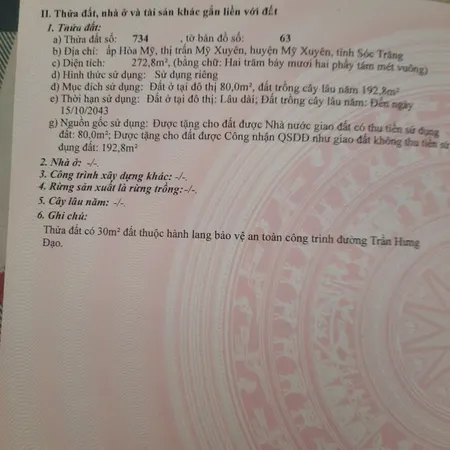 II. Thửa đất, nhà ở và tài sản khác gắn liền với đất
1. Thửa đất:
a) Thửa đất số: 734 , tờ bản đồ số: 63
b) Địa chỉ: ấp Hòa Mỹ, thị trấn Mỹ Xuyên, huyện Mỹ Xuyên, tỉnh Sóc Trăng
c) Diện tích: 272,8m², (bằng chữ: Hai trăm bảy mươi hai phẩy tám mét vuông)
d) Hình thức sử dụng: Sử dụng riêng
đ) Mục đích sử dụng: Đất ở tại đô thị 80,0m², đất trồng cây lâu năm 192,8m²
e) Thời hạn sử dụng: Đất ở tại đô thị: Lâu dài; Đất trồng cây lâu năm: Đến ngày
15/10/2043
g) Nguồn gốc sử dụng: Được tặng cho đất được Nhà nước giao đất có thu tiền sử dụng
đất: 80,0m²; Được tặng cho đất được Công nhận QSDĐ như giao đất không thu tiền sử
dụng đất: 192,8m²
2. Nhà ở: -/-.
3. Công trình xây dựng khác: -/-.
4. Rừng sản xuất là rừng trồng:-/-.
5. Cây lâu năm: -/-.
6. Ghi chú:
Thửa đất có 30m² đất thuộc hành lang bảo vệ an toàn công trình đường Trần Hưng
Đạo.